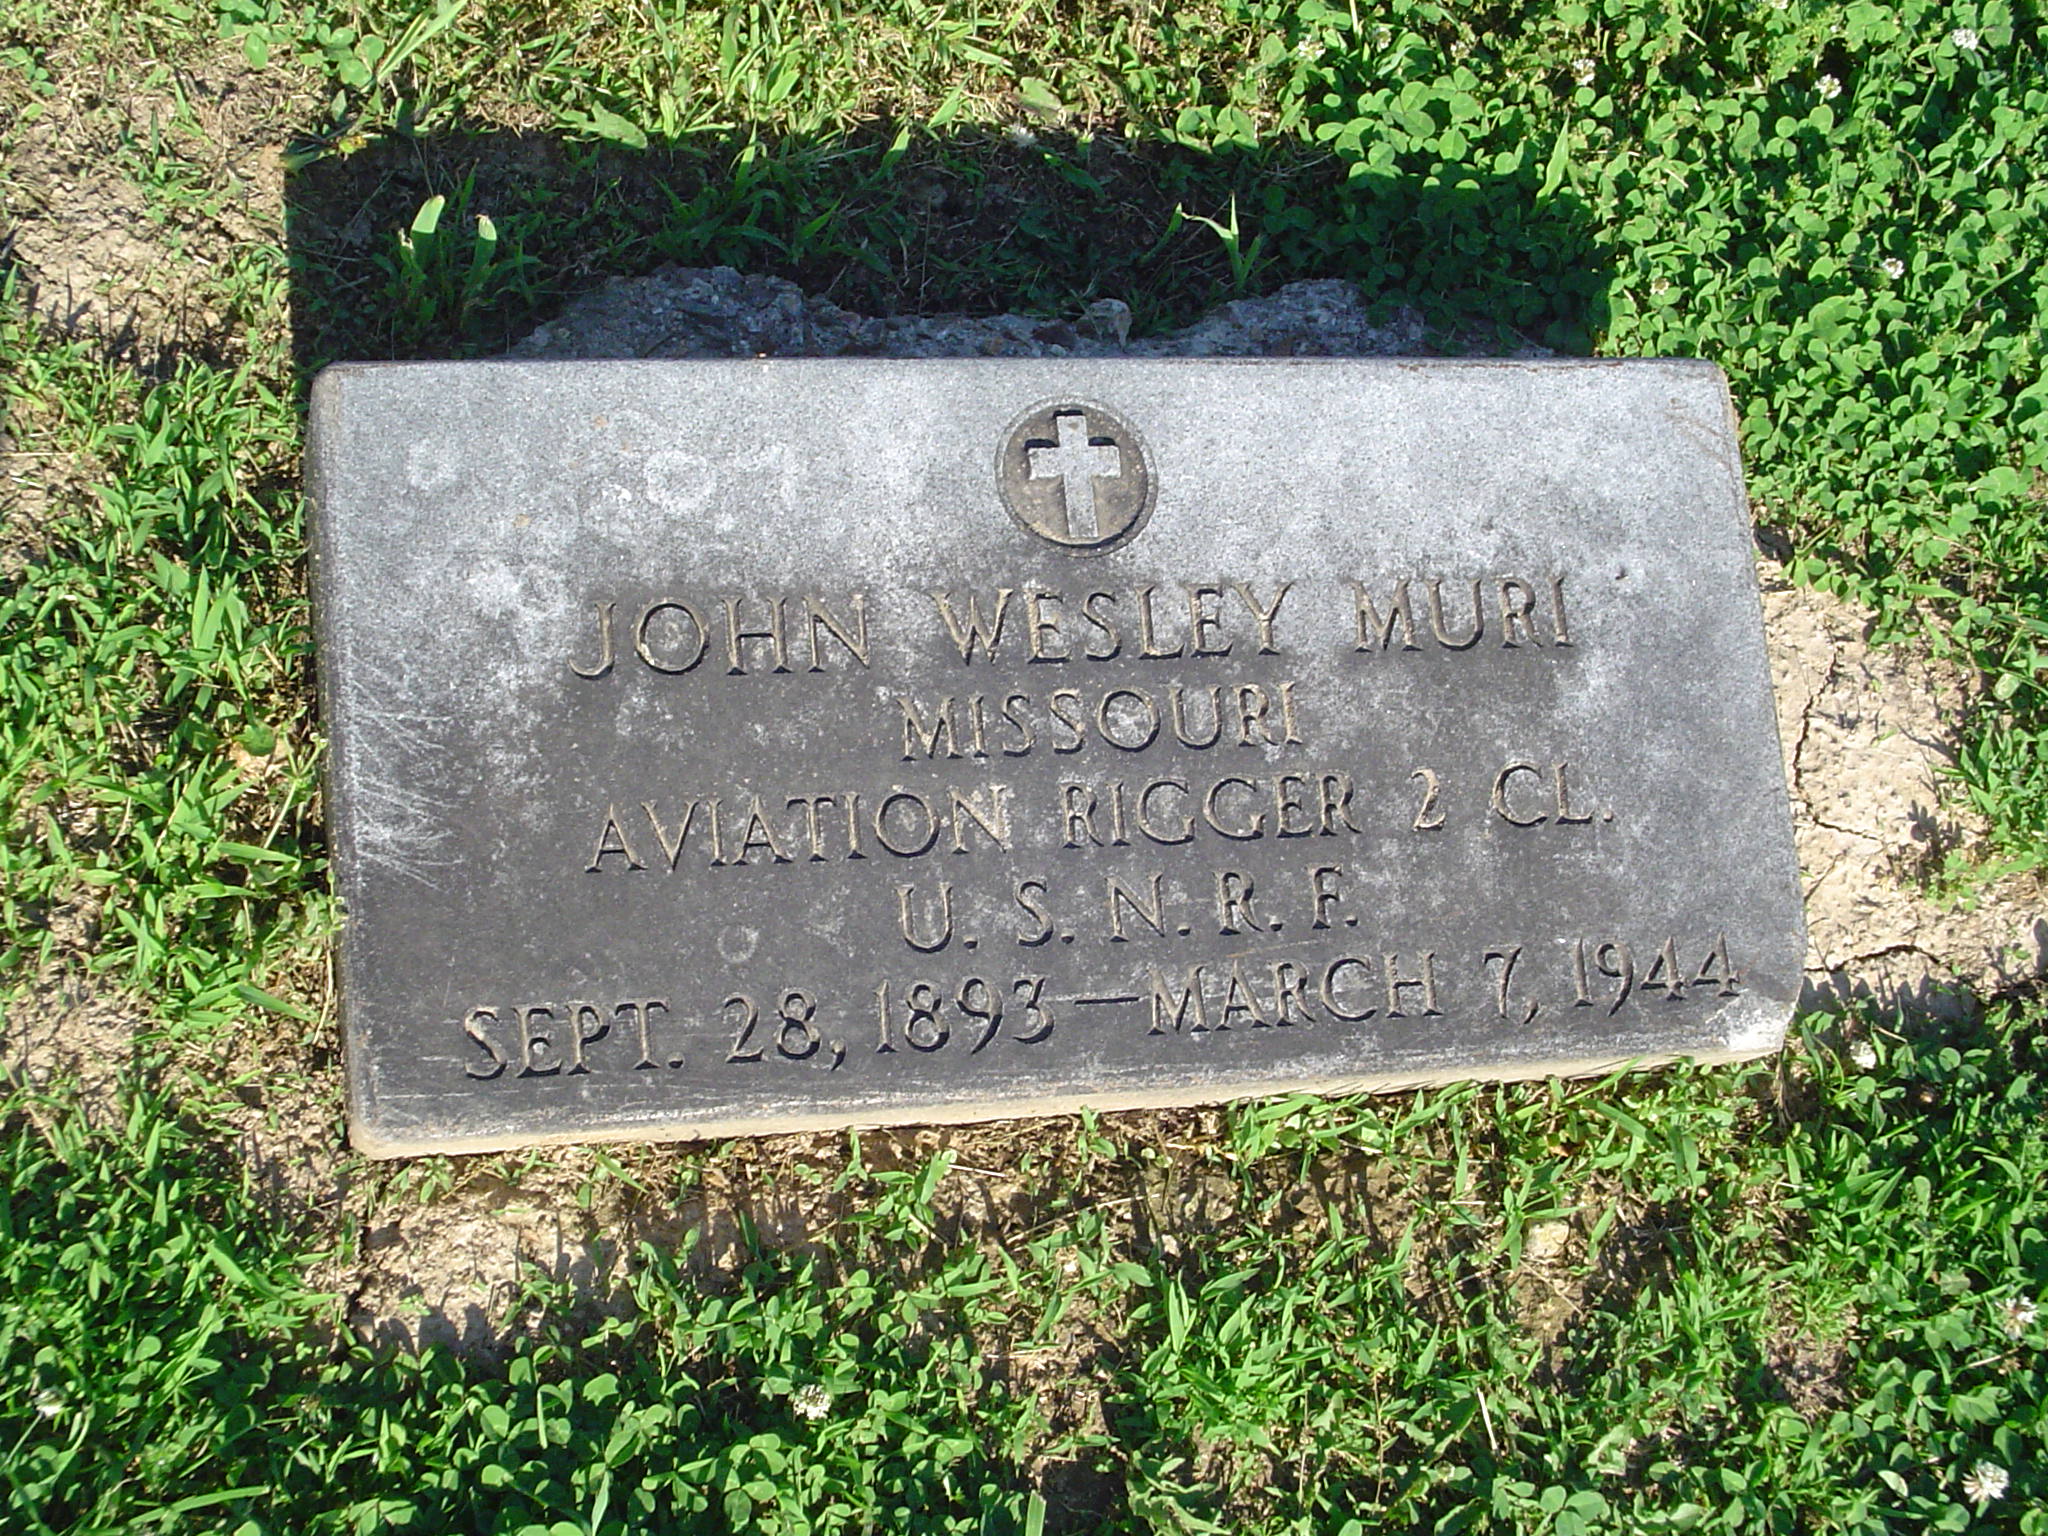 JOHN WESLEY MURI
MISSOURI
AVIATION RIGGER 2 CL.
U. S. N. R. F.
SEPT. 28, 1893 — MARCH 7, 1944